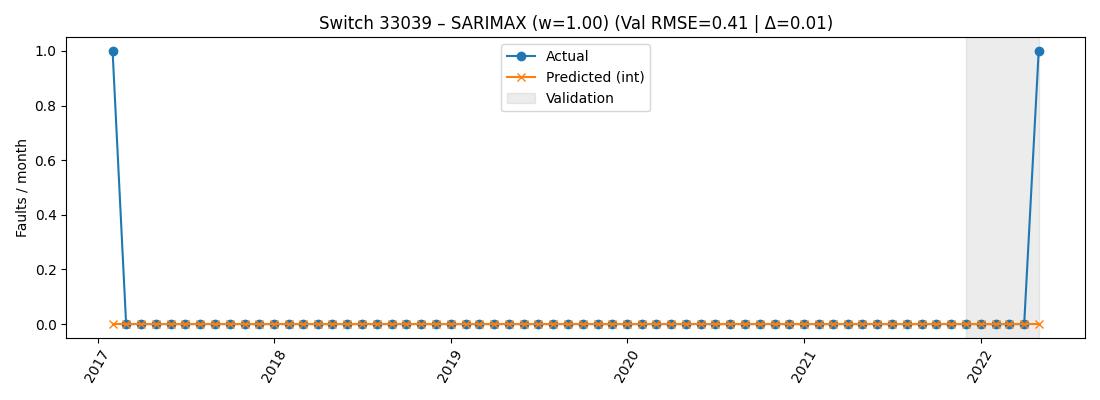 Switch 33039 – SARIMAX (w=1.00) (Val RMSE=0.41 | Δ=0.01)
Faults / month
1.0
0.8
0.6
0.4
0.2
0.0
Actual
Predicted (int)
Validation
2017
2018
2019
2020
2021
2022